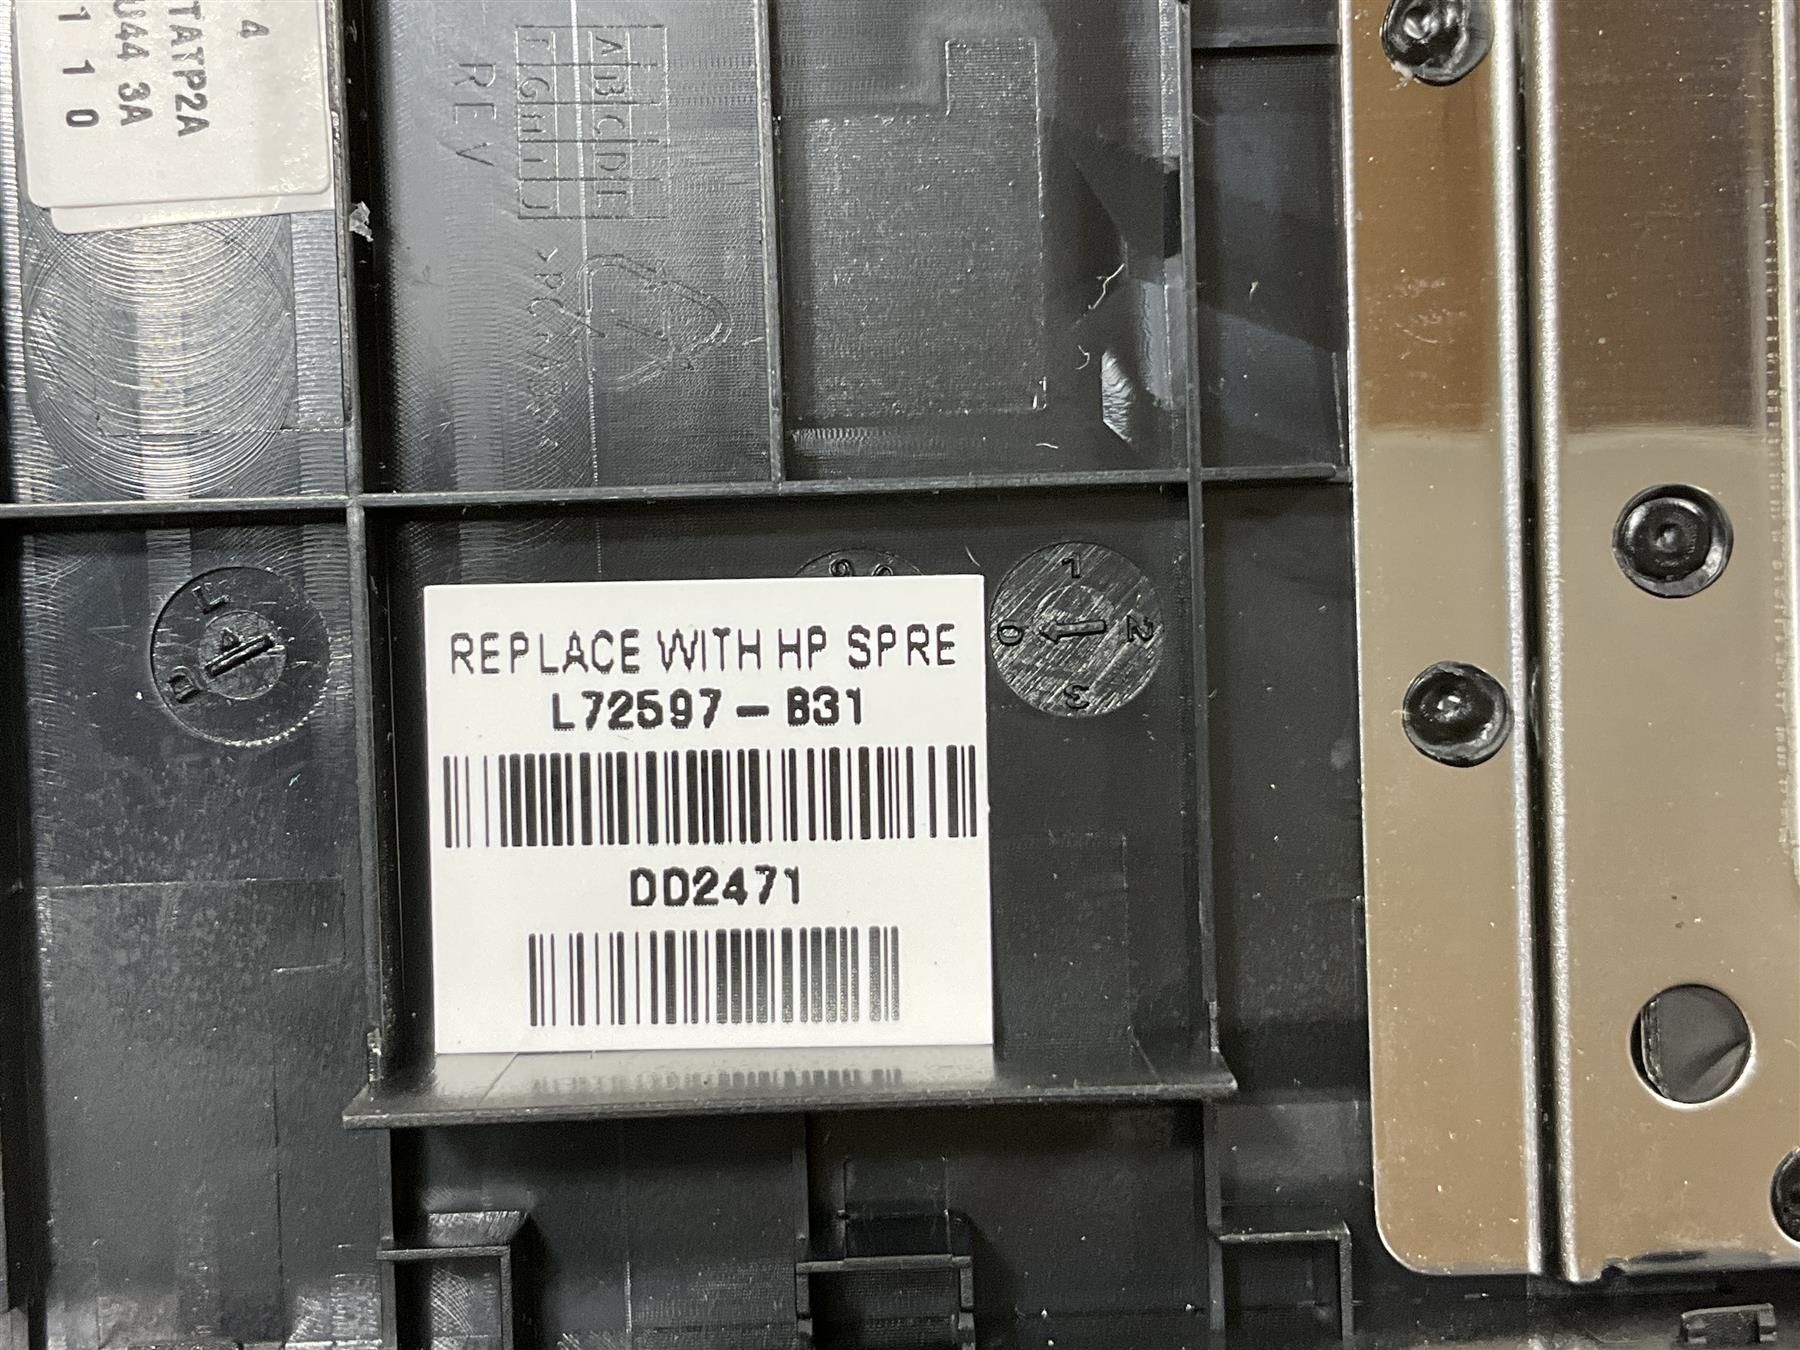 4
TATP2A
U44 3A
1 1 0
A B C D E
REV
REPLACE WITH HP SPRE
L72597-B31
DD2471
1
2
3
0